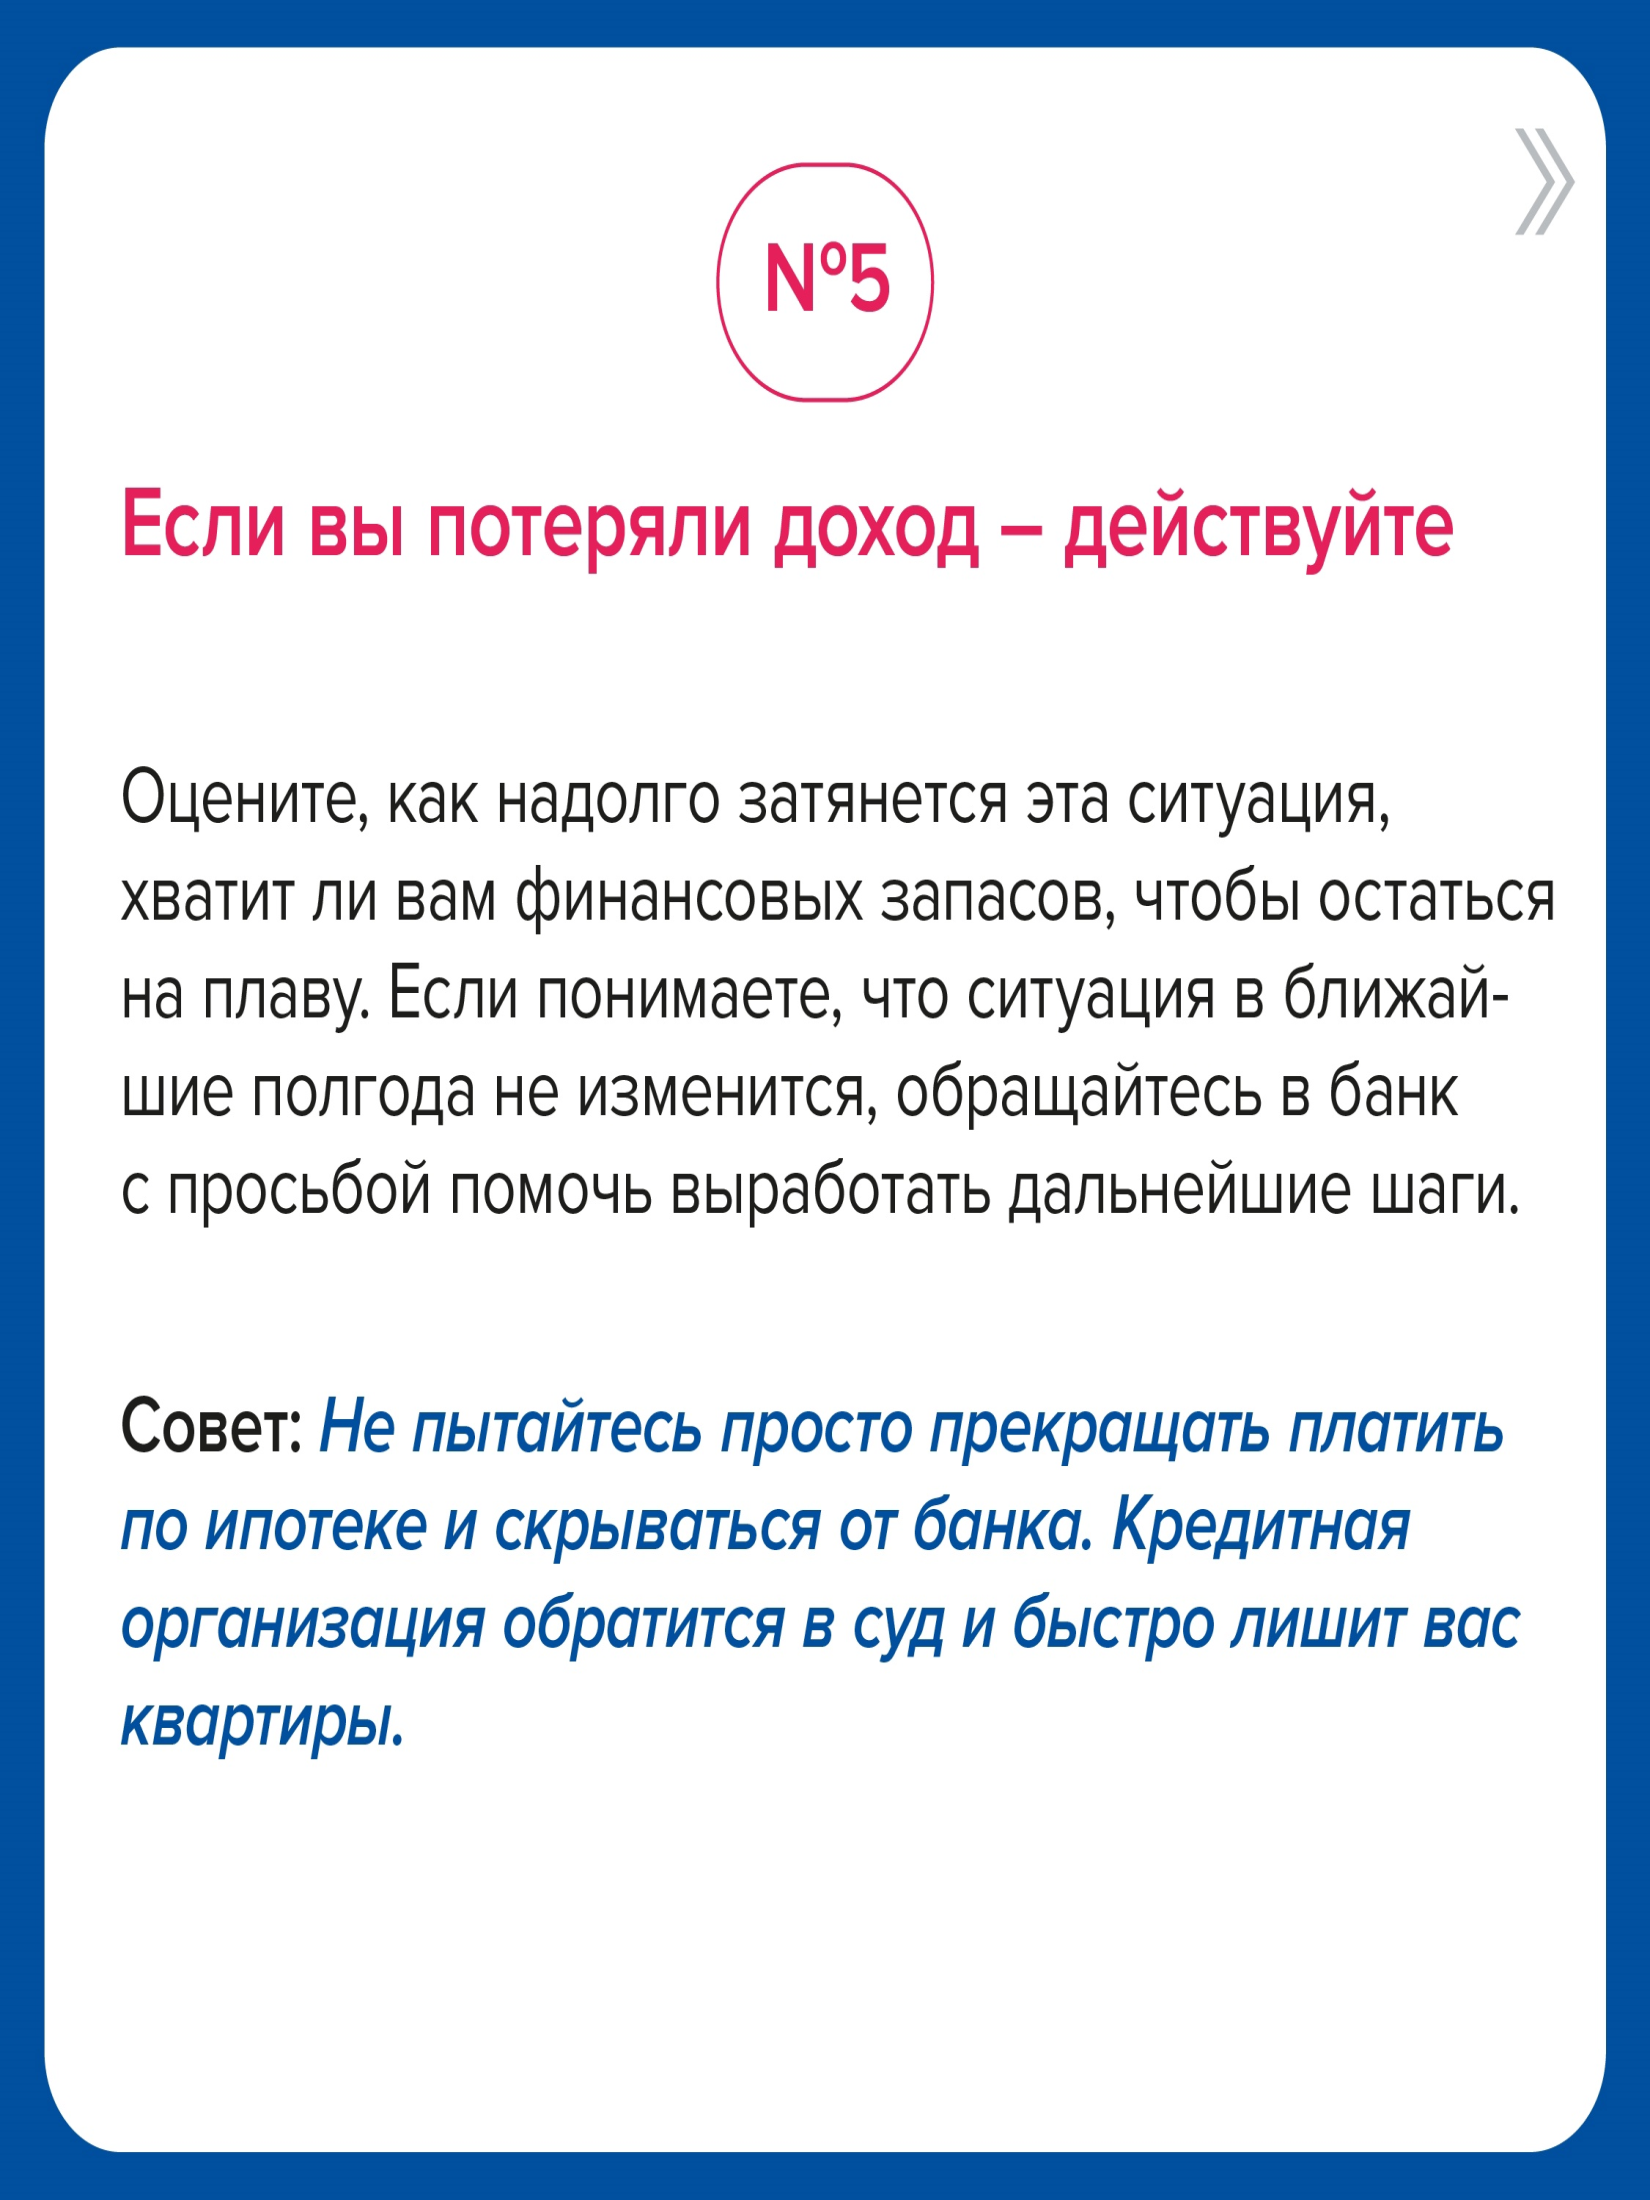 №5
Если вы потеряли доход – действуйте
Оцените, как надолго затянется эта ситуация,
хватит ли вам финансовых запасов, чтобы остаться
на плаву. Если понимаете, что ситуация в ближай-
шие полгода не изменится, обращайтесь в банк
с просьбой помочь выработать дальнейшие шаги.
Совет: Не пытайтесь просто прекращать платить
по ипотеке и скрываться от банка. Кредитная
организация обратится в суд и быстро лишит вас
квартиры.